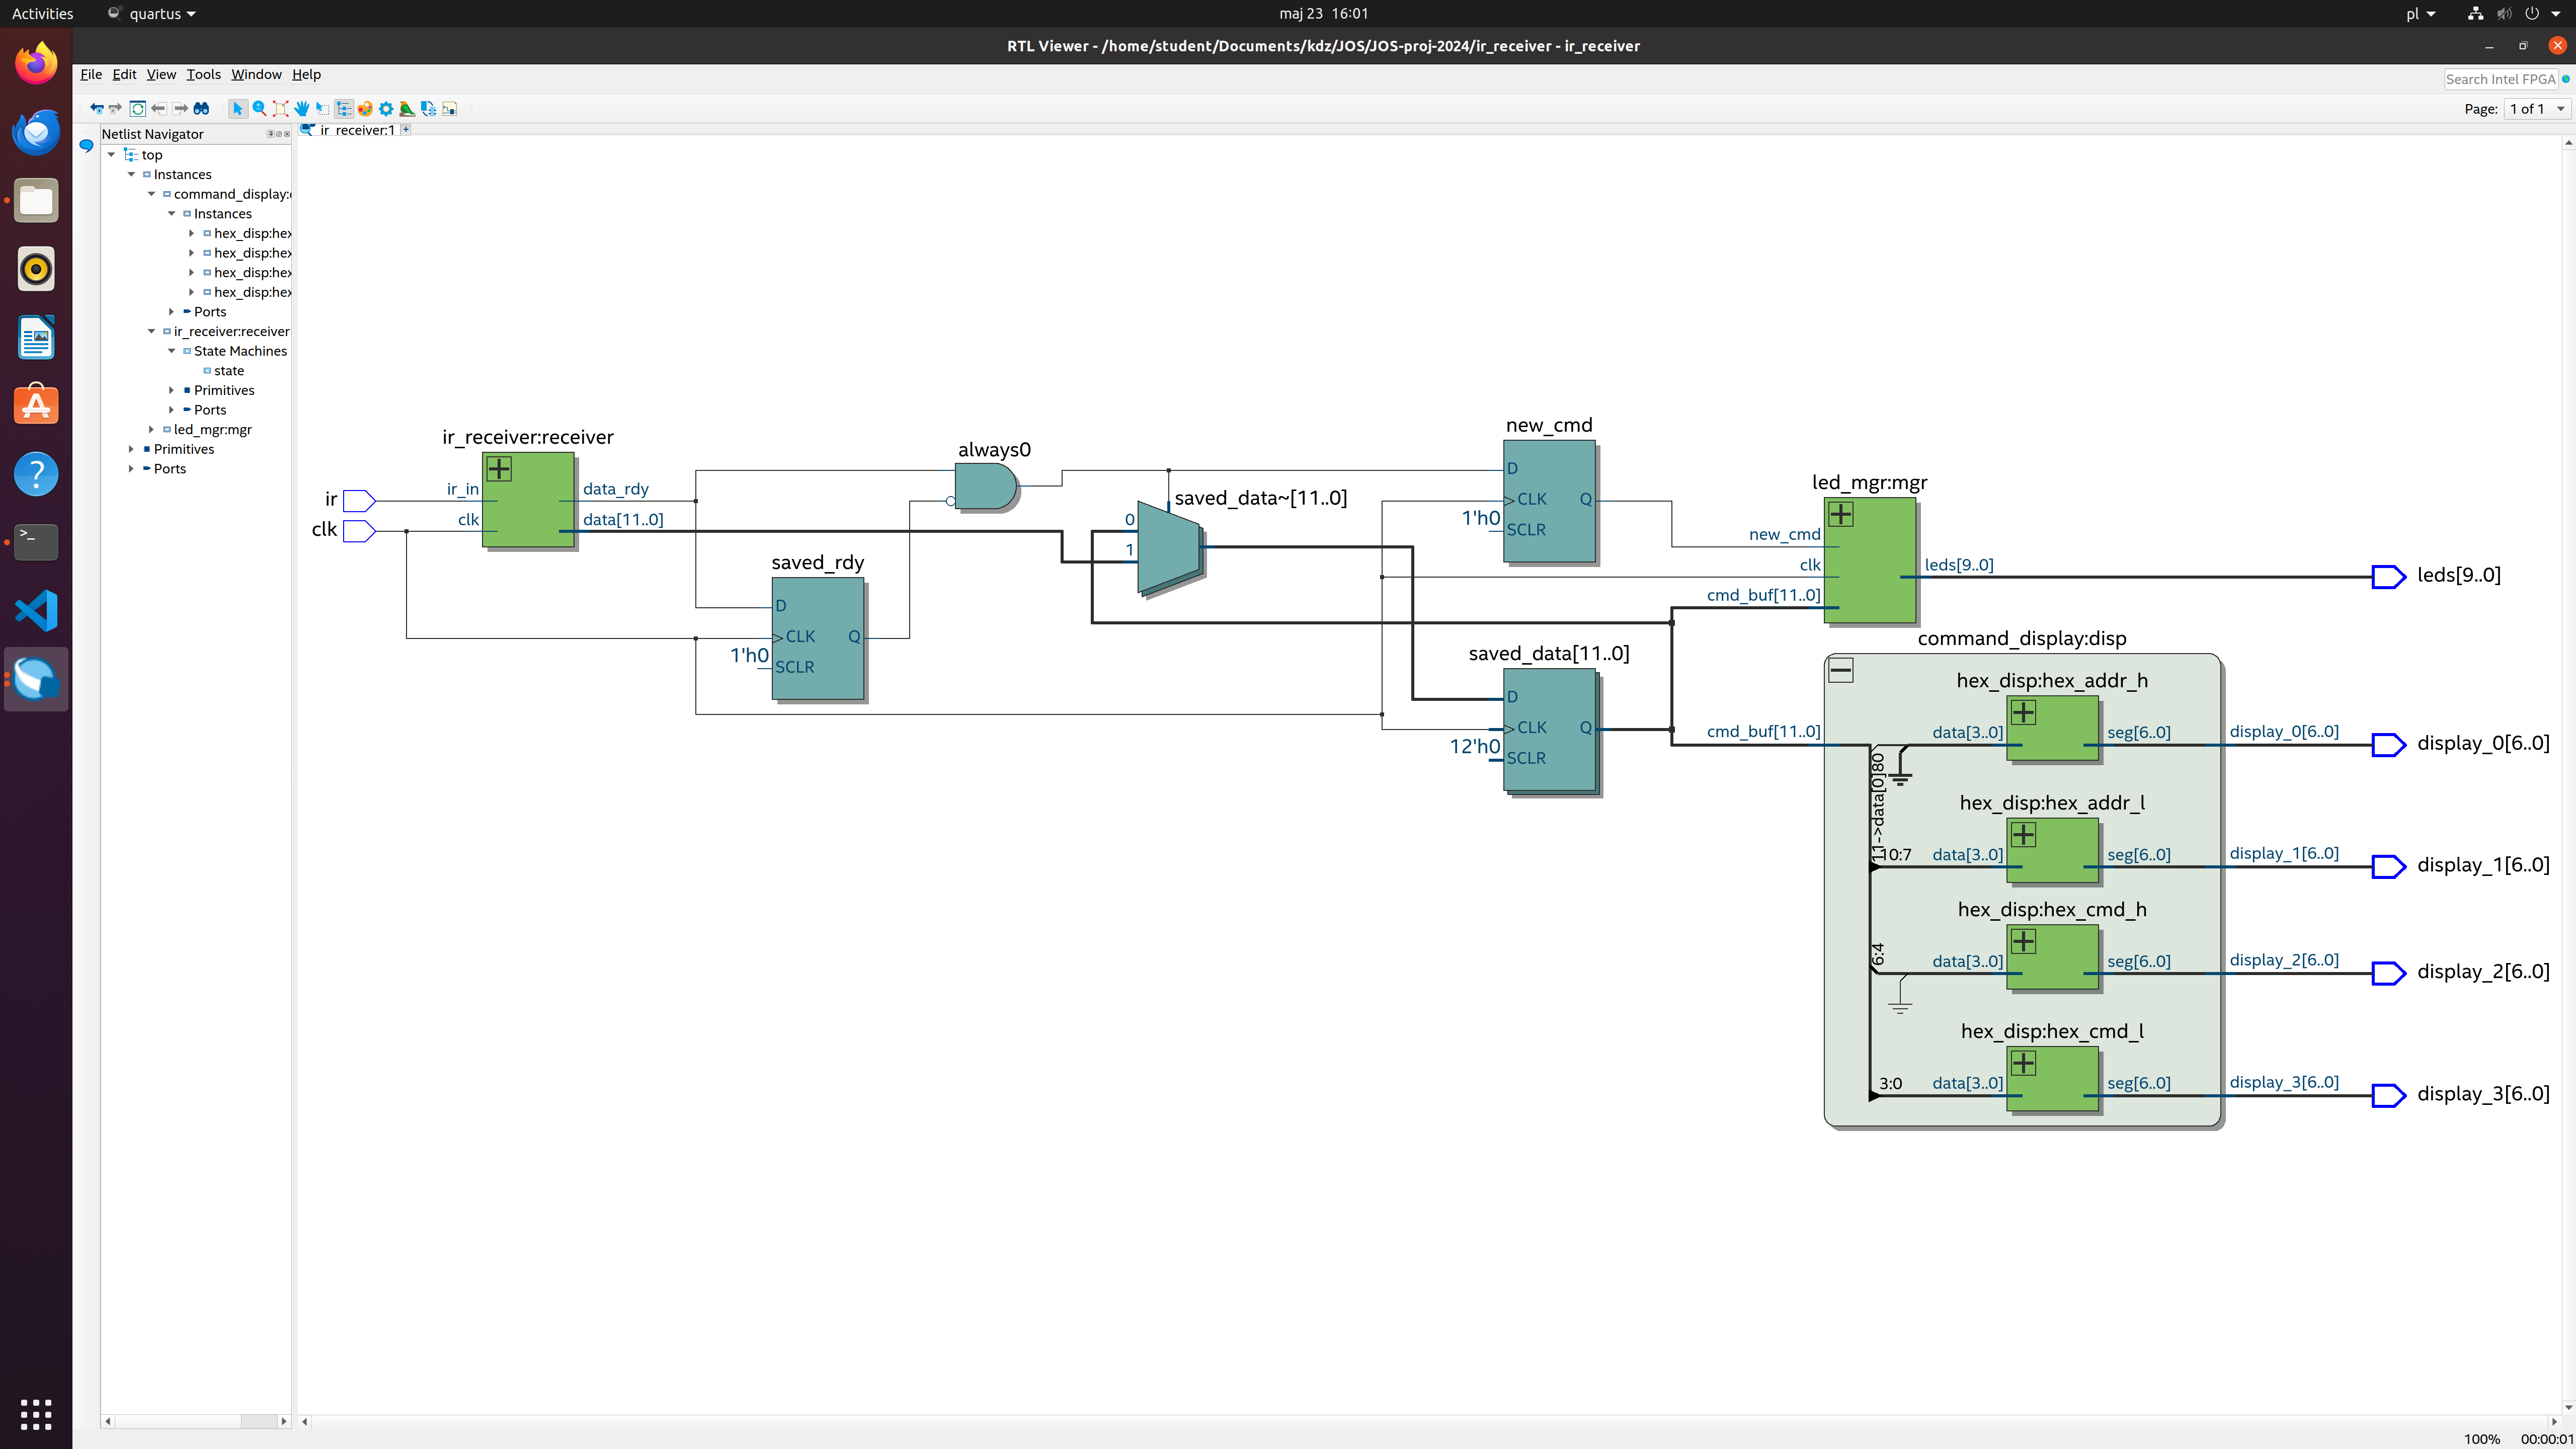 Activities
quartus
maj 23 16:01
pl
RTL Viewer - /home/student/Documents/kdz/JOS/JOS-proj-2024/ir_receiver - ir_receiver
File Edit View Tools Window Help
Search Intel FPGA
Page: 1 of 1
Netlist Navigator
ir_receiver:1
top
Instances
command_display:
Instances
hex_disp:hex
hex_disp:hex
hex_disp:hex
hex_disp:hex
Ports
ir_receiver:receiver
State Machines
state
Primitives
Ports
led_mgr:mgr
Primitives
Ports
ir
clk
ir_receiver:receiver
ir_in
clk
data_rdy
data[11..0]
saved_rdy
D
CLK
Q
1'h0
SCLR
always0
saved_data~[11..0]
0
1
new_cmd
D
CLK
Q
1'h0
SCLR
saved_data[11..0]
D
CLK
Q
12'h0
SCLR
led_mgr:mgr
new_cmd
clk
cmd_buf[11..0]
leds[9..0]
leds[9..0]
command_display:disp
cmd_buf[11..0]
hex_disp:hex_addr_h
11->data[0]80
data[3..0]
seg[6..0]
display_0[6..0]
display_0[6..0]
hex_disp:hex_addr_l
10:7
data[3..0]
seg[6..0]
display_1[6..0]
display_1[6..0]
hex_disp:hex_cmd_h
6:4
data[3..0]
seg[6..0]
display_2[6..0]
display_2[6..0]
hex_disp:hex_cmd_l
3:0
data[3..0]
seg[6..0]
display_3[6..0]
display_3[6..0]
100% 00:00:01